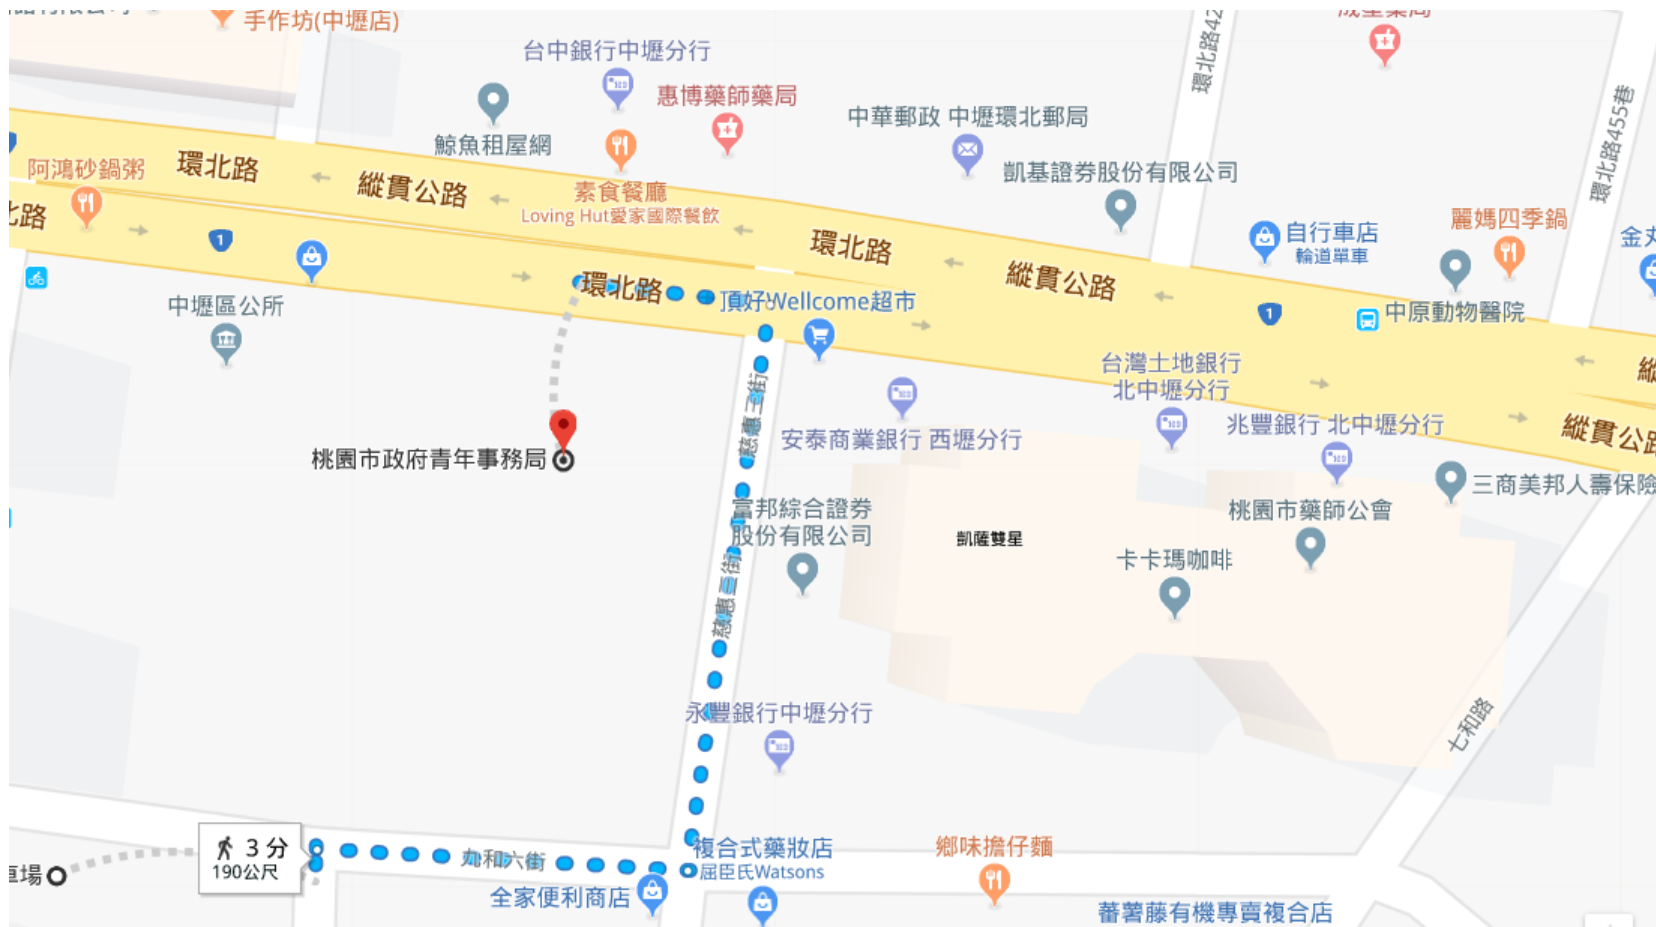 手作坊(中壢店)
台中銀行中壢分行
惠博藥師藥局
鯨魚租屋網
中華郵政 中壢環北郵局
凱基證券股份有限公司
環北路455巷
阿鴻砂鍋粥
環北路
縱貫公路
素食餐廳
Loving Hut愛家國際餐飲
環北路
自行車店
輪道單車
麗媽四季鍋
北路
1
縱貫公路
環北路
頂好Wellcome超市
1
中原動物醫院
中壢區公所
台灣土地銀行
北中壢分行
安泰商業銀行 西壢分行
兆豐銀行 北中壢分行
縱貫公路
慈惠三街
桃園市政府青年事務局
三商美邦人壽保險
富邦綜合證券
股份有限公司
桃園市藥師公會
凱薩雙星
卡卡瑪咖啡
慈惠三街
永豐銀行中壢分行
七和路
3 分
190公尺
九和六街
複合式藥妝店
屈臣氏Watsons
鄉味擔仔麵
車場
全家便利商店
蕃薯藤有機專賣複合店